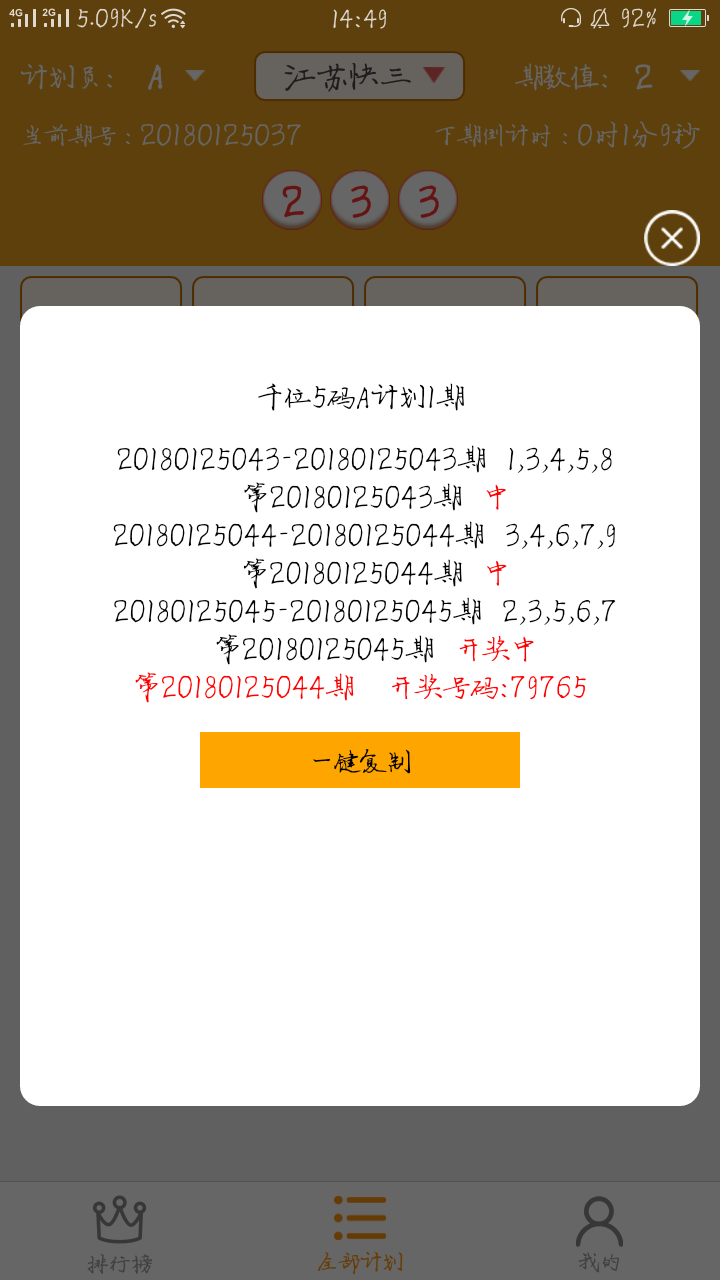 4G 2G 5.09K/s 14:49 92%
计划员: A 江苏快三 期数值: 2
当前期号:20180125037 下期倒计时:0时1分9秒
2 3 3
千位5码A计划1期
20180125043-20180125043期 1,3,4,5,8
第20180125043期 中
20180125044-20180125044期 3,4,6,7,9
第20180125044期 中
20180125045-20180125045期 2,3,5,6,7
第20180125045期 开奖中
第20180125044期 开奖号码:79765
一键复制
排行榜 全部计划 我的